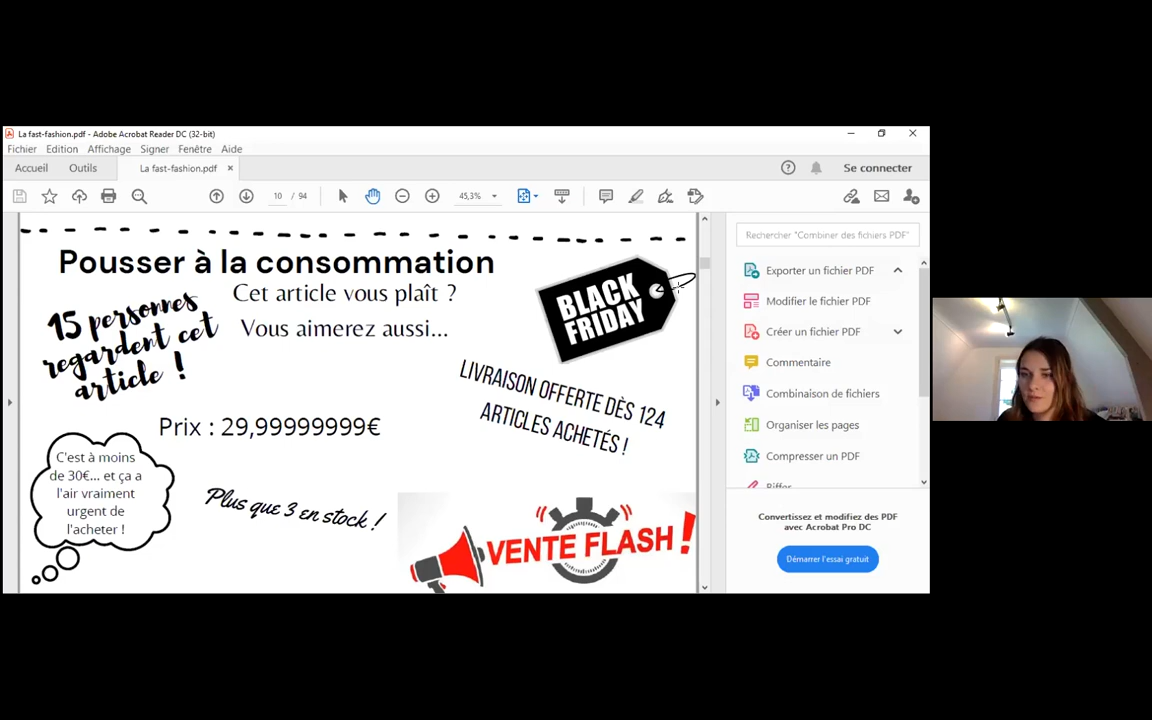 La fast-fashion.pdf - Adobe Acrobat Reader DC (32-bit)
Fichier Edition Affichage Signer Fenêtre Aide
Accueil Outils La fast-fashion.pdf × Se connecter
10 / 94 45,3%
Pousser à la consommation
Cet article vous plaît ?
Vous aimerez aussi...
15 personnes
regardent cet
article !
BLACK
FRIDAY
LIVRAISON OFFERTE DÈS 124
ARTICLES ACHETÉS !
Prix : 29,99999999€
C'est à moins
de 30€... et ça a
l'air vraiment
urgent de
l'acheter !
Plus que 3 en stock !
VENTE FLASH !
Rechercher "Combiner des fichiers PDF"
Exporter un fichier PDF
Modifier le fichier PDF
Créer un fichier PDF
Commentaire
Combinaison de fichiers
Organiser les pages
Compresser un PDF
Biffer
Convertissez et modifiez des PDF
avec Acrobat Pro DC
Démarrer l'essai gratuit